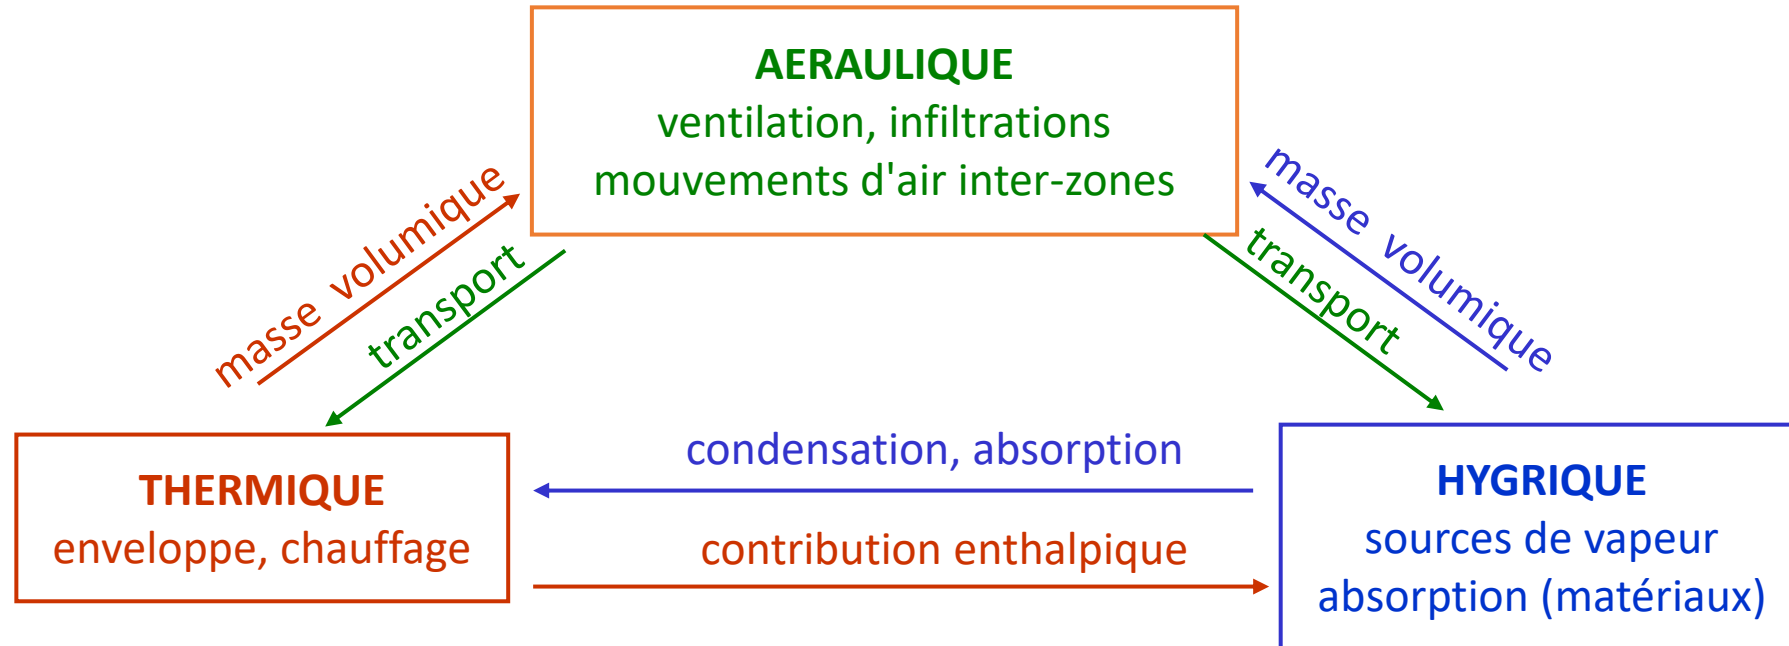 AERAULIQUE
ventilation, infiltrations
mouvements d'air inter-zones
masse volumique
transport
transport
masse volumique
THERMIQUE
enveloppe, chauffage
condensation, absorption
contribution enthalpique
HYGRIQUE
sources de vapeur
absorption (matériaux)